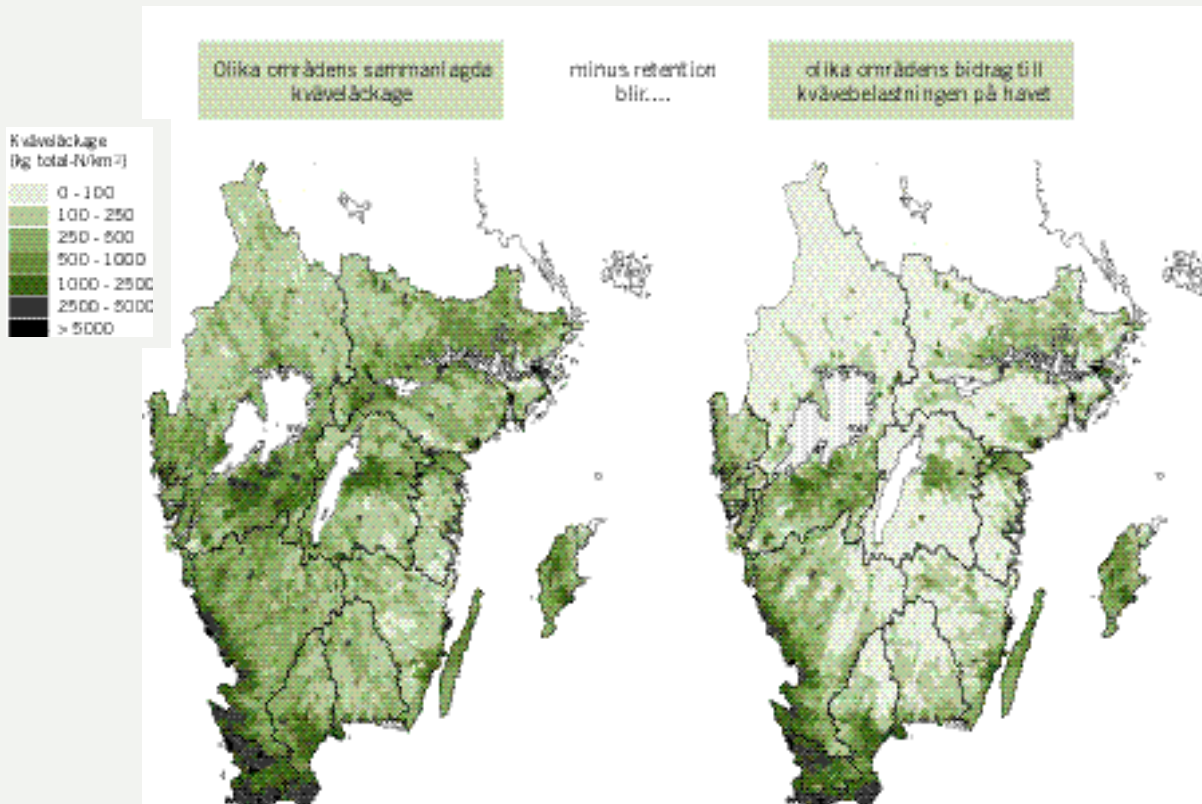 Olika områdens sammanlagda
kväveläckage
minus retention
blir....
olika områdens bidrag till
kvävebelastningen på havet
Kväveläckage
(kg total-N/km²)
0 - 100
100 - 250
250 - 500
500 - 1000
1000 - 2500
2500 - 5000
> 5000